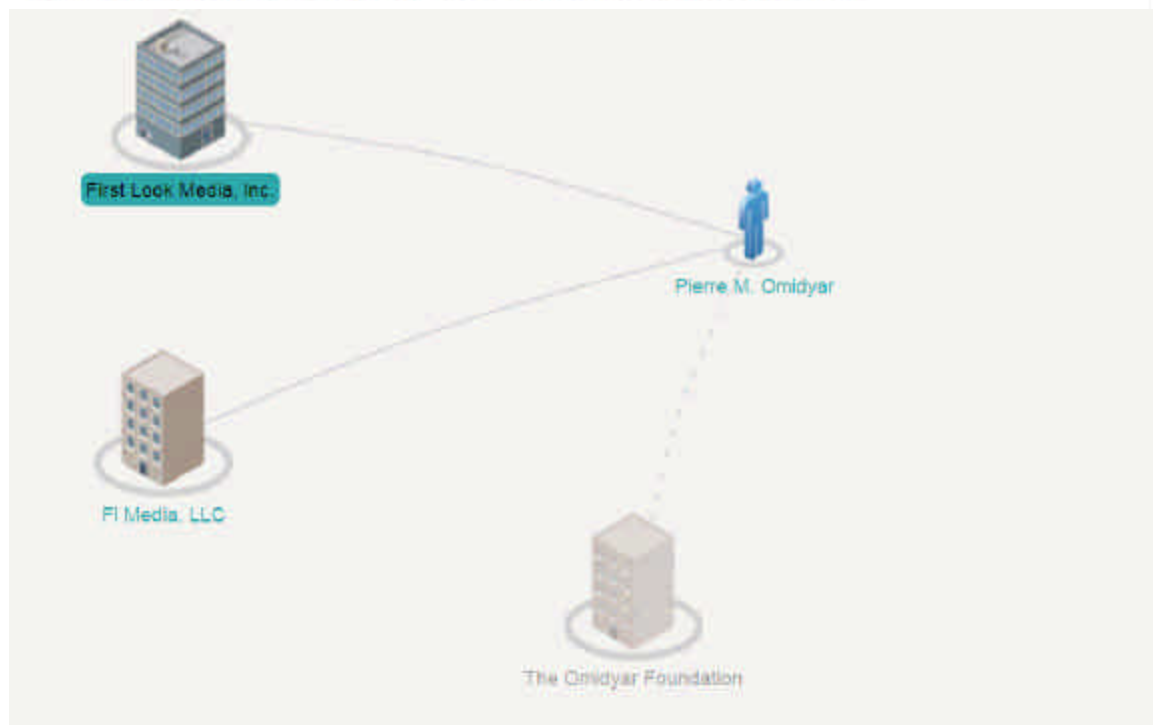 First Look Media, Inc.
Pierre M. Omidyar
Fl Media, LLC
The Omidyar Foundation